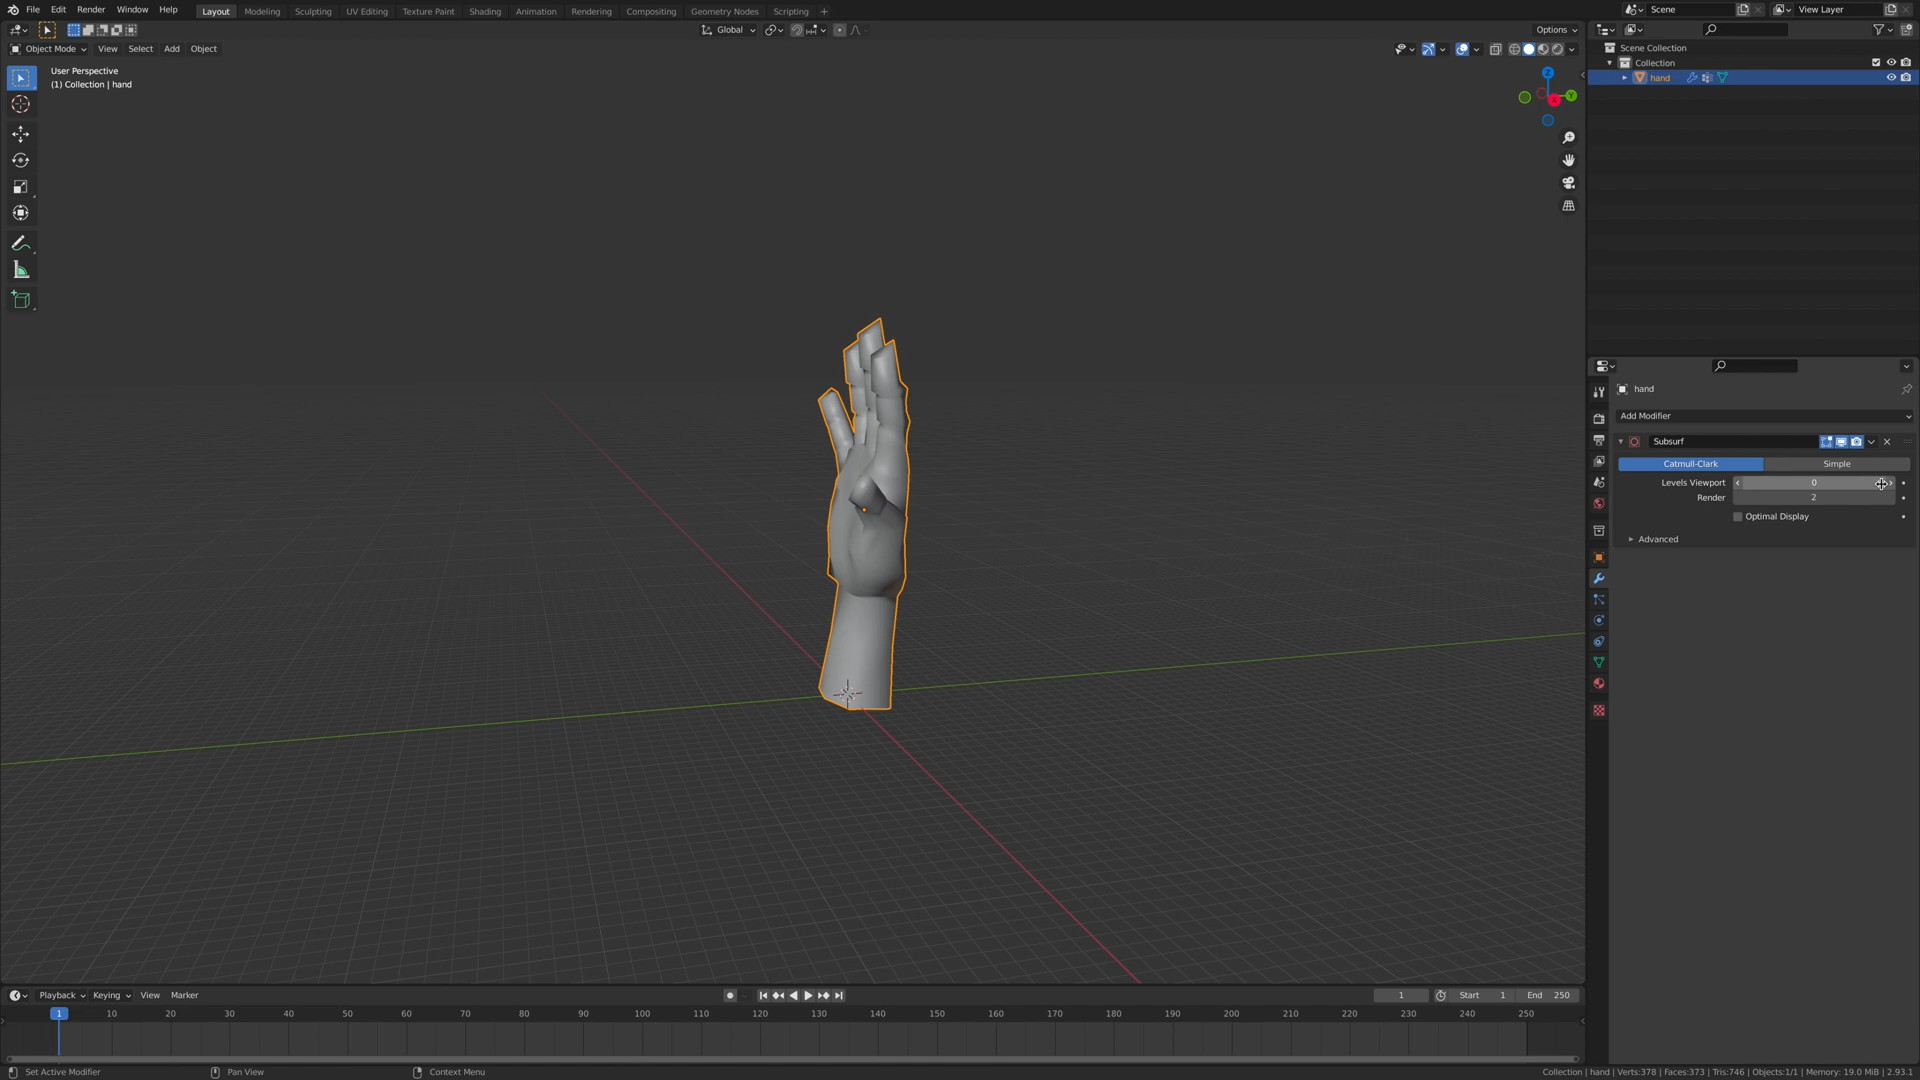 File Edit Render Window Help Layout Modeling Sculpting UV Editing Texture Paint Shading Animation Rendering Compositing Geometry Nodes Scripting + Scene View Layer
Global Options
Object Mode View Select Add Object
User Perspective
(1) Collection | hand
Z
Y
X
Scene Collection
Collection
hand
hand
Add Modifier
Subsurf
Catmull-Clark Simple
Levels Viewport 0
Render 2
Optimal Display
Advanced
Playback Keying View Marker 1 Start 1 End 250
1 10 20 30 40 50 60 70 80 90 100 110 120 130 140 150 160 170 180 190 200 210 220 230 240 250
Set Active Modifier Pan View Context Menu Collection | hand | Verts:378 | Faces:373 | Tris:746 | Objects:1/1 | Memory: 19.0 MiB | 2.93.1